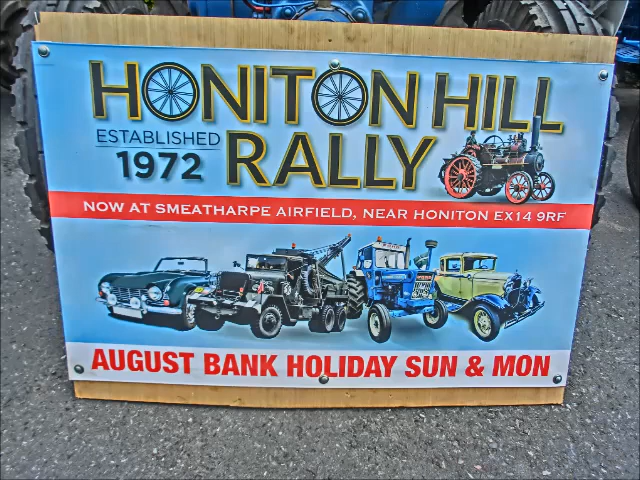 HONITON HILL
ESTABLISHED
1972
RALLY
NOW AT SMEATHARPE AIRFIELD, NEAR HONITON EX14 9RF
AUGUST BANK HOLIDAY SUN & MON